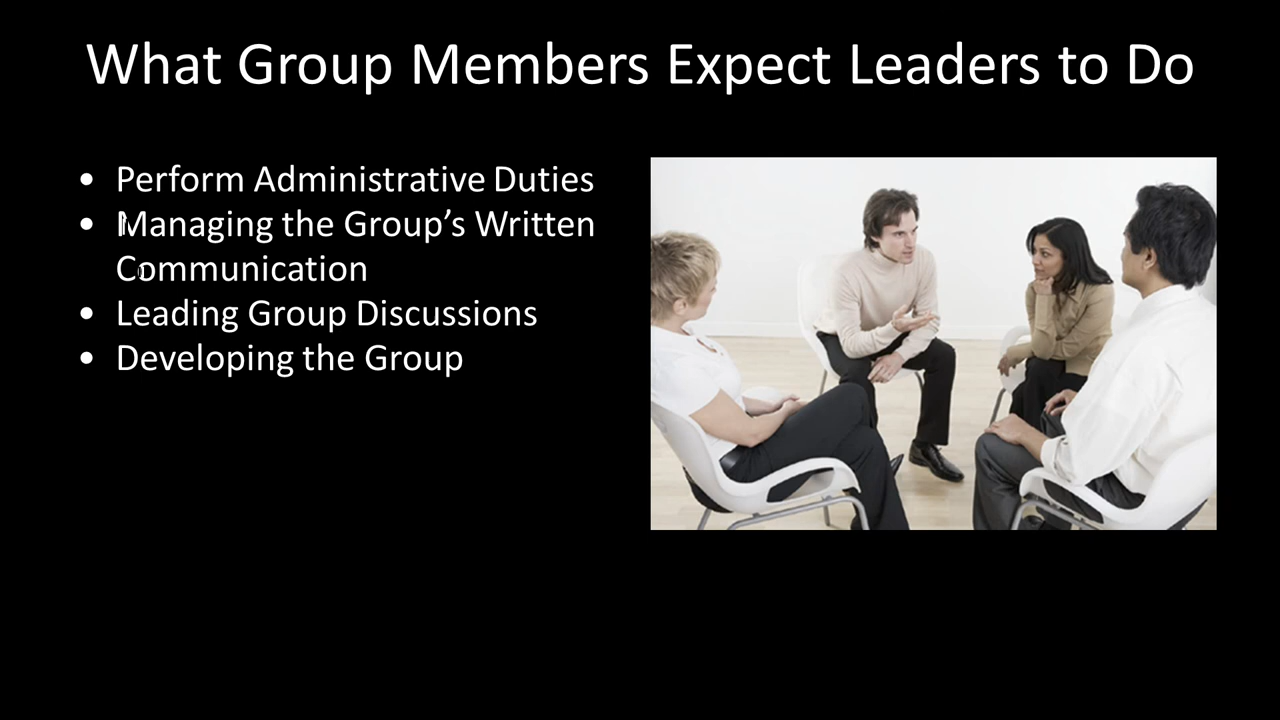 What Group Members Expect Leaders to Do
• Perform Administrative Duties
• Managing the Group’s Written
Communication
• Leading Group Discussions
• Developing the Group